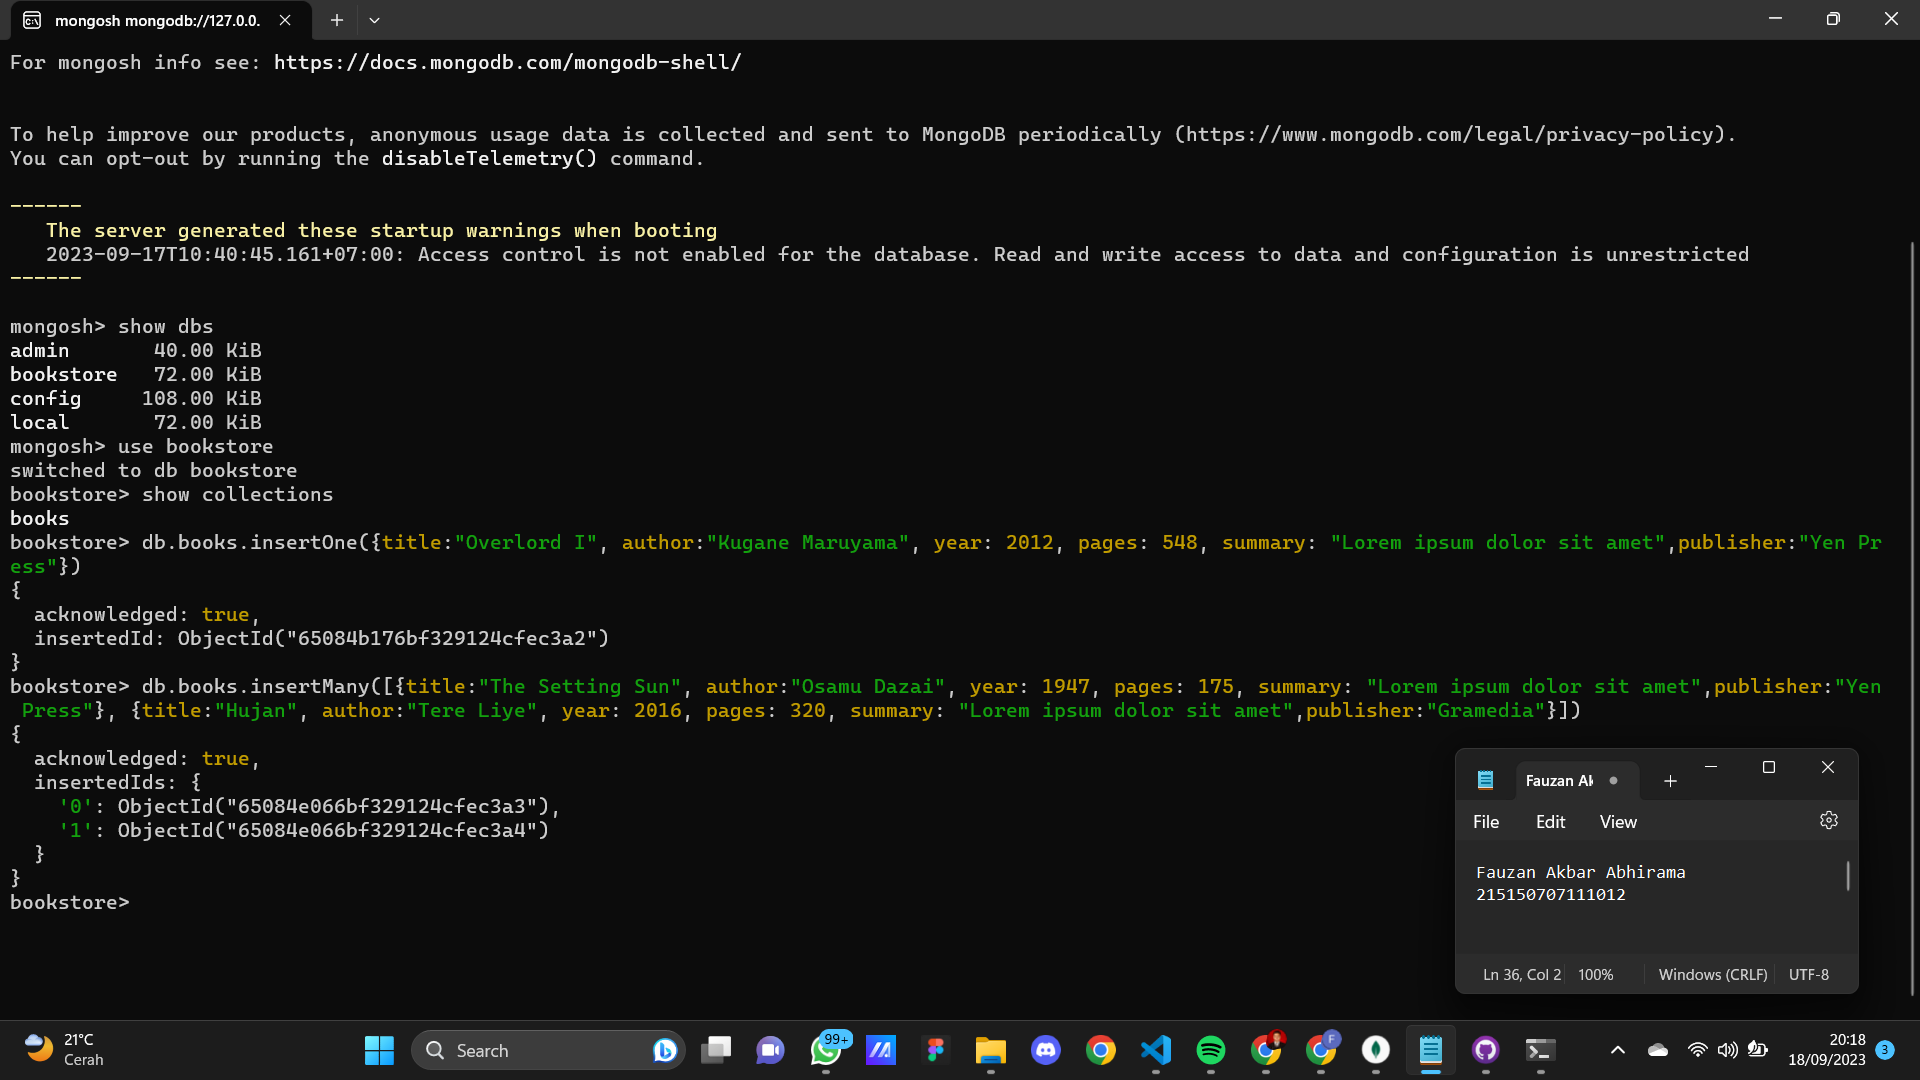 mongosh mongodb://127.0.0.
For mongosh info see: https://docs.mongodb.com/mongodb-shell/
To help improve our products, anonymous usage data is collected and sent to MongoDB periodically (https://www.mongodb.com/legal/privacy-policy).
You can opt-out by running the disableTelemetry() command.
------
The server generated these startup warnings when booting
2023-09-17T10:40:45.161+07:00: Access control is not enabled for the database. Read and write access to data and configuration is unrestricted
------
mongosh> show dbs
admin 40.00 KiB
bookstore 72.00 KiB
config 108.00 KiB
local 72.00 KiB
mongosh> use bookstore
switched to db bookstore
bookstore> show collections
books
bookstore> db.books.insertOne({title:"Overlord I", author:"Kugane Maruyama", year: 2012, pages: 548, summary: "Lorem ipsum dolor sit amet",publisher:"Yen Pr
ess"})
{
acknowledged: true,
insertedId: ObjectId("65084b176bf329124cfec3a2")
}
bookstore> db.books.insertMany([{title:"The Setting Sun", author:"Osamu Dazai", year: 1947, pages: 175, summary: "Lorem ipsum dolor sit amet",publisher:"Yen
Press"}, {title:"Hujan", author:"Tere Liye", year: 2016, pages: 320, summary: "Lorem ipsum dolor sit amet",publisher:"Gramedia"}])
{
acknowledged: true,
insertedIds: {
'0': ObjectId("65084e066bf329124cfec3a3"),
'1': ObjectId("65084e066bf329124cfec3a4")
}
}
bookstore>
Fauzan Ak
File Edit View
Fauzan Akbar Abhirama
215150707111012
Ln 36, Col 2 100% Windows (CRLF) UTF-8
21°C
Cerah
Search
99+
F
20:18
18/09/2023
3